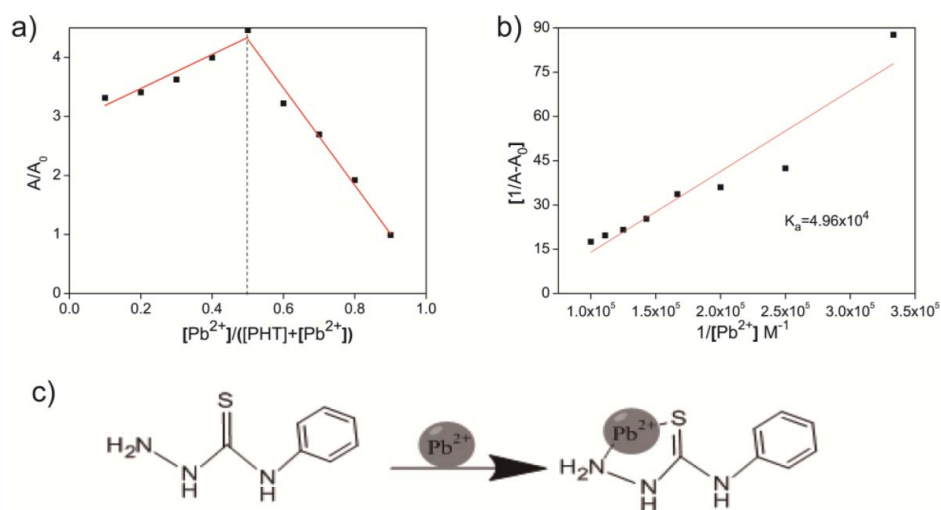 a)
4
3
2
1
0
A/A₀
0.0 0.2 0.4 0.6 0.8 1.0
[Pb²⁺]/([PHT]+[Pb²⁺])
b)
90
75
60
45
30
15
0
[1/A-A₀]
Kₐ=4.96x10⁴
1.0x10⁵ 1.5x10⁵ 2.0x10⁵ 2.5x10⁵ 3.0x10⁵ 3.5x10⁵
1/[Pb²⁺] M⁻¹
c)
S
H₂N
N
H
N
H
Pb²⁺
Pb²⁺
S
H₂N
N
H
N
H